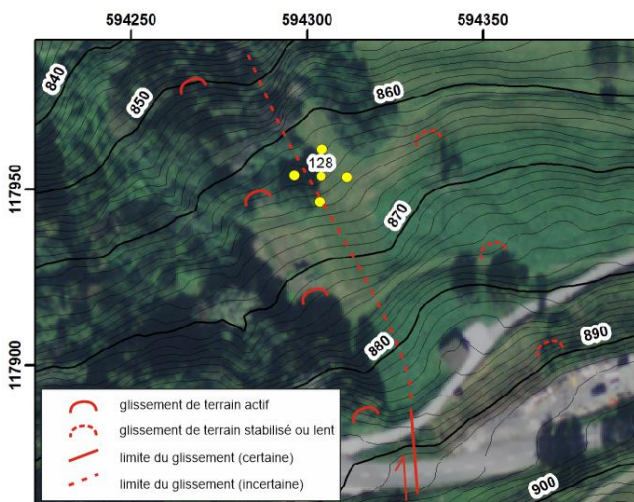 594250 594300 594350
840
850
860
128
117950
870
880
890
117900
900
glissement de terrain actif
glissement de terrain stabilisé ou lent
limite du glissement (certaine)
limite du glissement (incertaine)